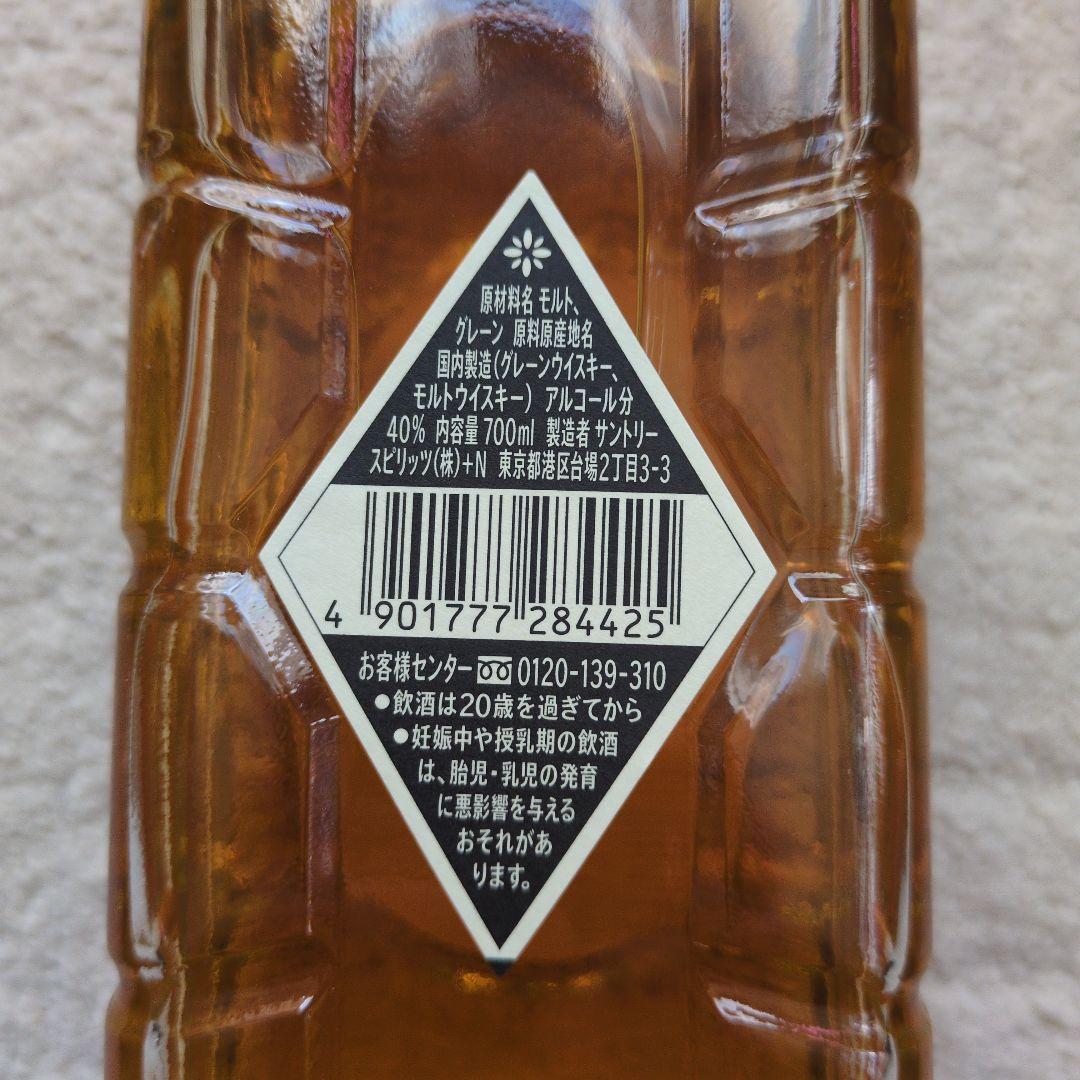 原材料名 モルト、
グレーン 原料原産地名
国内製造(グレーンウイスキー、
モルトウイスキー) アルコール分
40% 内容量 700ml 製造者 サントリー
スピリッツ(株)+N 東京都港区台場2丁目3-3
4 901777 284425
お客様センター 0120-139-310
●飲酒は20歳を過ぎてから
●妊娠中や授乳期の飲酒
は、胎児・乳児の発育
に悪影響を与える
おそれがあ
ります。